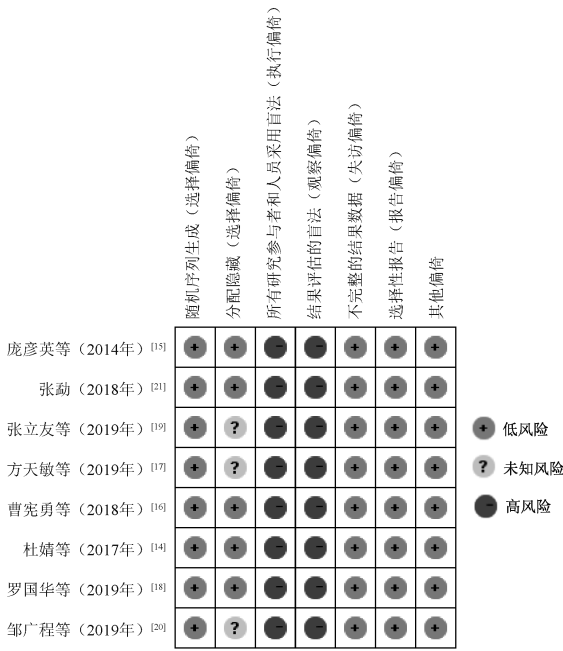 随机序列生成（选择偏倚）
分配隐藏（选择偏倚）
所有研究参与者和人员采用盲法（执行偏倚）
结果评估的盲法（观察偏倚）
不完整的结果数据（失访偏倚）
选择性报告（报告偏倚）
其他偏倚
庞彦英等（2014年）[15] + + - - + + +
张勐（2018年）[21] + + - - + + +
张立友等（2019年）[19] + ? - - + + +
方天敏等（2019年）[17] + ? - - + + +
曹宪勇等（2018年）[16] + + - - + + +
杜婧等（2017年）[14] + + - - + + +
罗国华等（2019年）[18] + + - - + + +
邹广程等（2019年）[20] + ? - - + + +
+ 低风险
? 未知风险
- 高风险